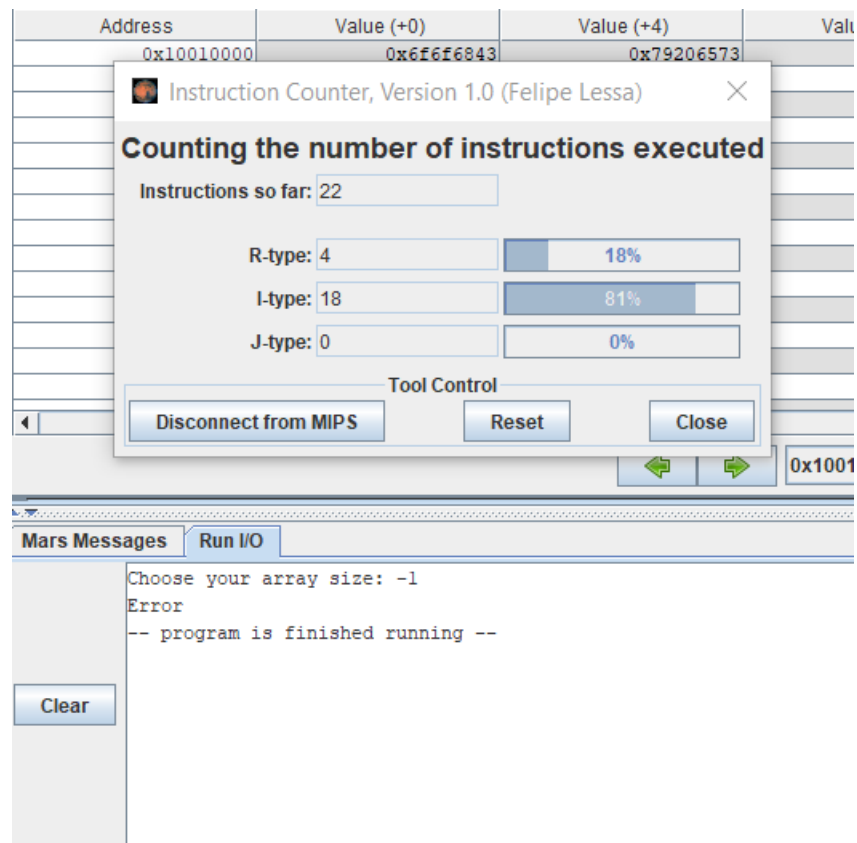 Address Value (+0) Value (+4) Valu
0x10010000 0x6f6f6843 0x79206573
Instruction Counter, Version 1.0 (Felipe Lessa)
Counting the number of instructions executed
Instructions so far: 22
R-type: 4 18%
I-type: 18 81%
J-type: 0 0%
Tool Control
Disconnect from MIPS Reset Close
0x1001
Mars Messages Run I/O
Choose your array size: -1
Error
-- program is finished running --
Clear